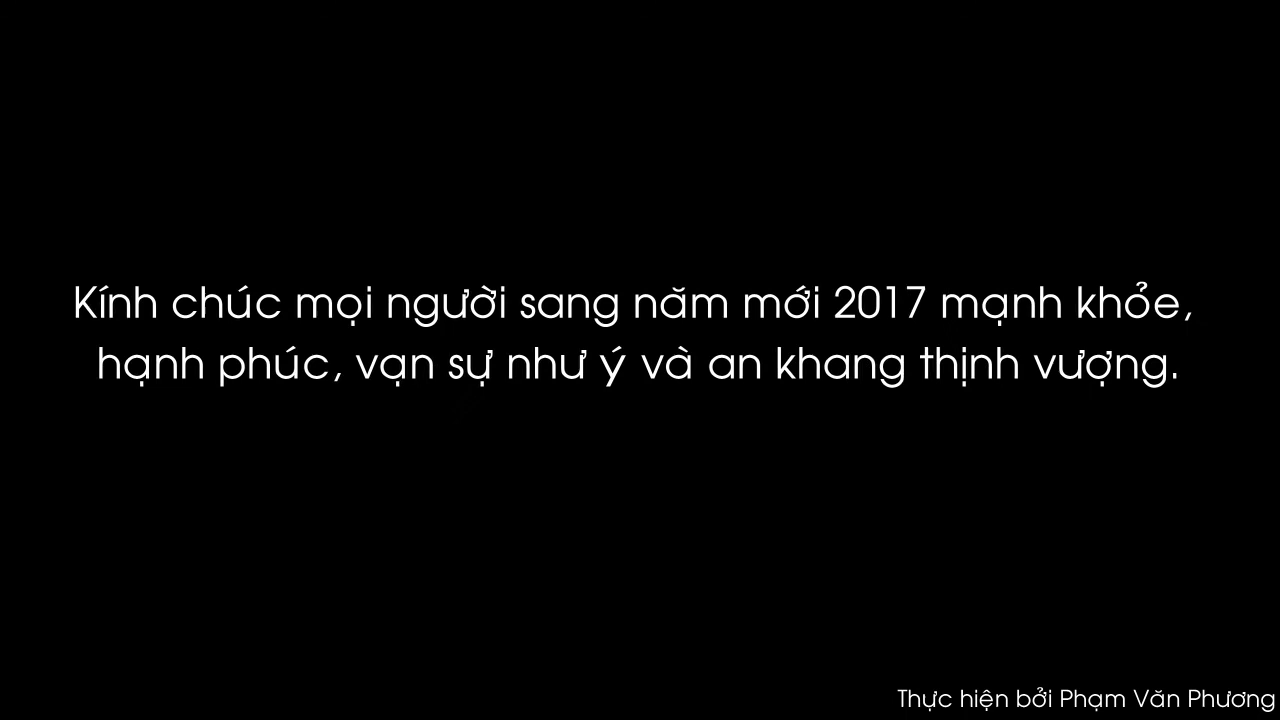 Kính chúc mọi người sang năm mới 2017 mạnh khỏe,
hạnh phúc, vạn sự như ý và an khang thịnh vượng.
Thực hiện bởi Phạm Văn Phương